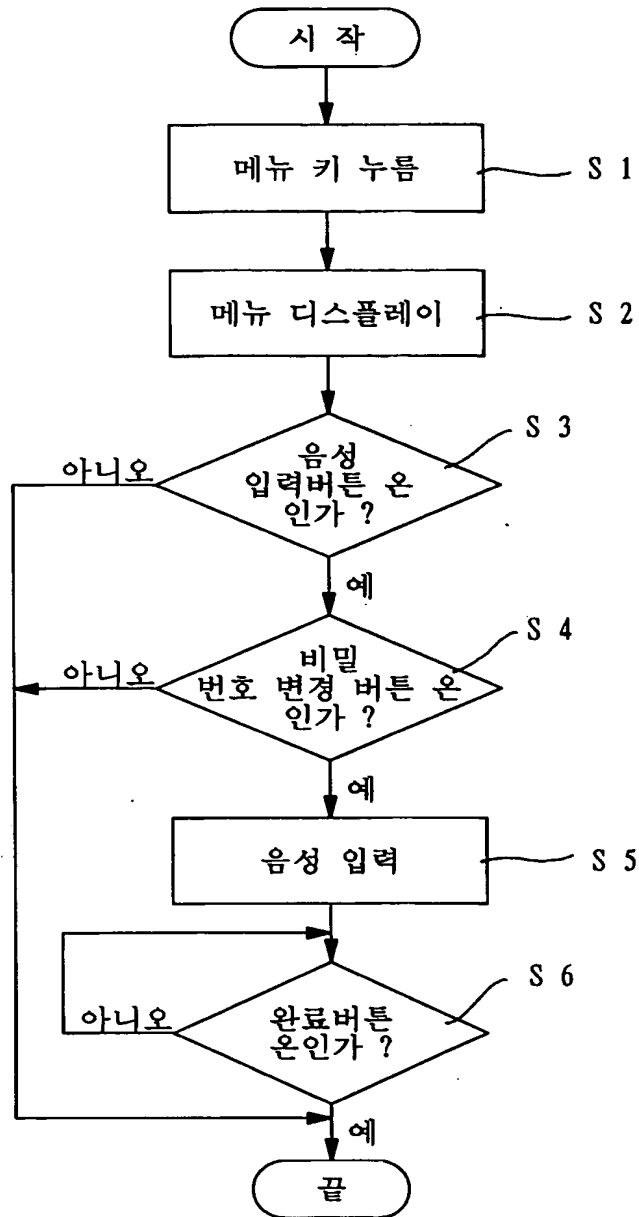 시 작
메뉴 키 누름
S 1
메뉴 디스플레이
S 2
S 3
음성
입력버튼 온
인가 ?
아니오
예
S 4
비밀
번호 변경 버튼 온
인가 ?
아니오
예
음성 입력
S 5
S 6
완료버튼
온인가 ?
아니오
예
끝